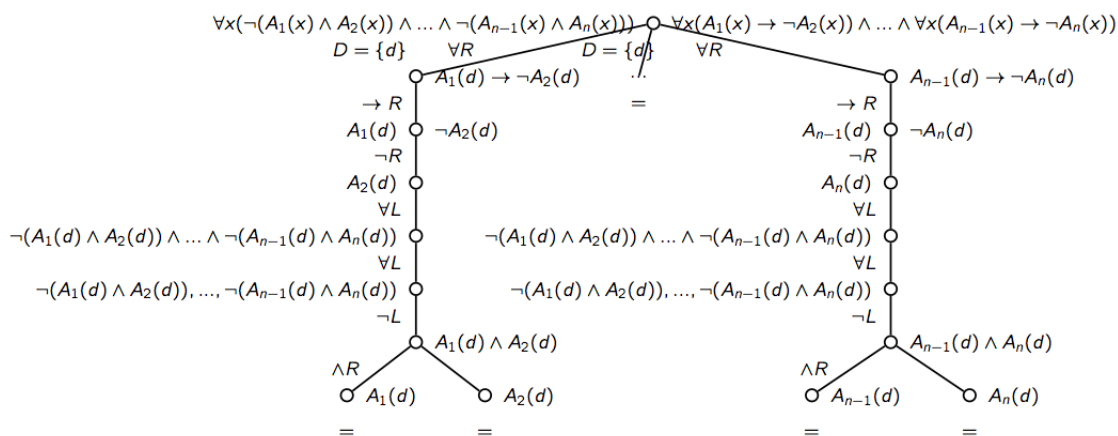 ∀x(¬(A₁(x) ∧ A₂(x)) ∧ ... ∧ ¬(Aₙ₋₁(x) ∧ Aₙ(x))) ∀x(A₁(x) → ¬A₂(x)) ∧ ... ∧ ∀x(Aₙ₋₁(x) → ¬Aₙ(x))
D = {d} ∀R D = {d} ∀R
A₁(d) → ¬A₂(d) ... Aₙ₋₁(d) → ¬Aₙ(d)
→ R = → R
A₁(d) ¬A₂(d) Aₙ₋₁(d) ¬Aₙ(d)
¬R ¬R
A₂(d) Aₙ(d)
∀L ∀L
¬(A₁(d) ∧ A₂(d)) ∧ ... ∧ ¬(Aₙ₋₁(d) ∧ Aₙ(d)) ¬(A₁(d) ∧ A₂(d)) ∧ ... ∧ ¬(Aₙ₋₁(d) ∧ Aₙ(d))
∀L ∀L
¬(A₁(d) ∧ A₂(d)), ..., ¬(Aₙ₋₁(d) ∧ Aₙ(d)) ¬(A₁(d) ∧ A₂(d)), ..., ¬(Aₙ₋₁(d) ∧ Aₙ(d))
¬L ¬L
A₁(d) ∧ A₂(d) Aₙ₋₁(d) ∧ Aₙ(d)
∧R ∧R
A₁(d) A₂(d) Aₙ₋₁(d) Aₙ(d)
= = = =